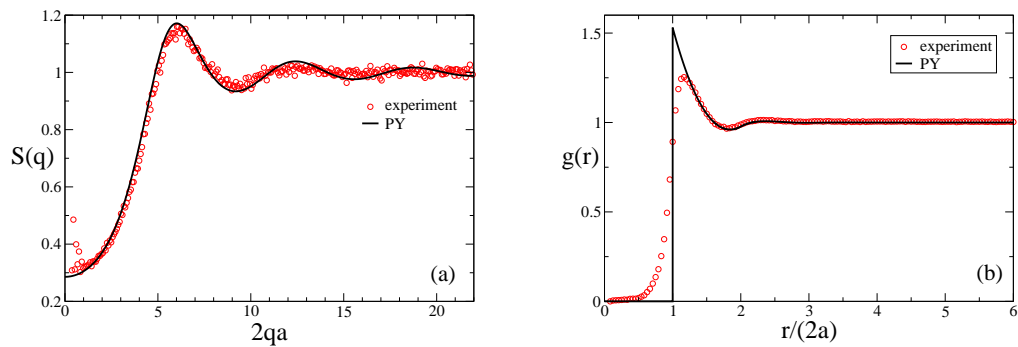 1.2
1.0
0.8
0.6
0.4
0.2
S(q)
experiment
PY
(a)
0 5 10 15 20
2qa
1.5
1
0.5
0
g(r)
experiment
PY
(b)
0 1 2 3 4 5 6
r/(2a)